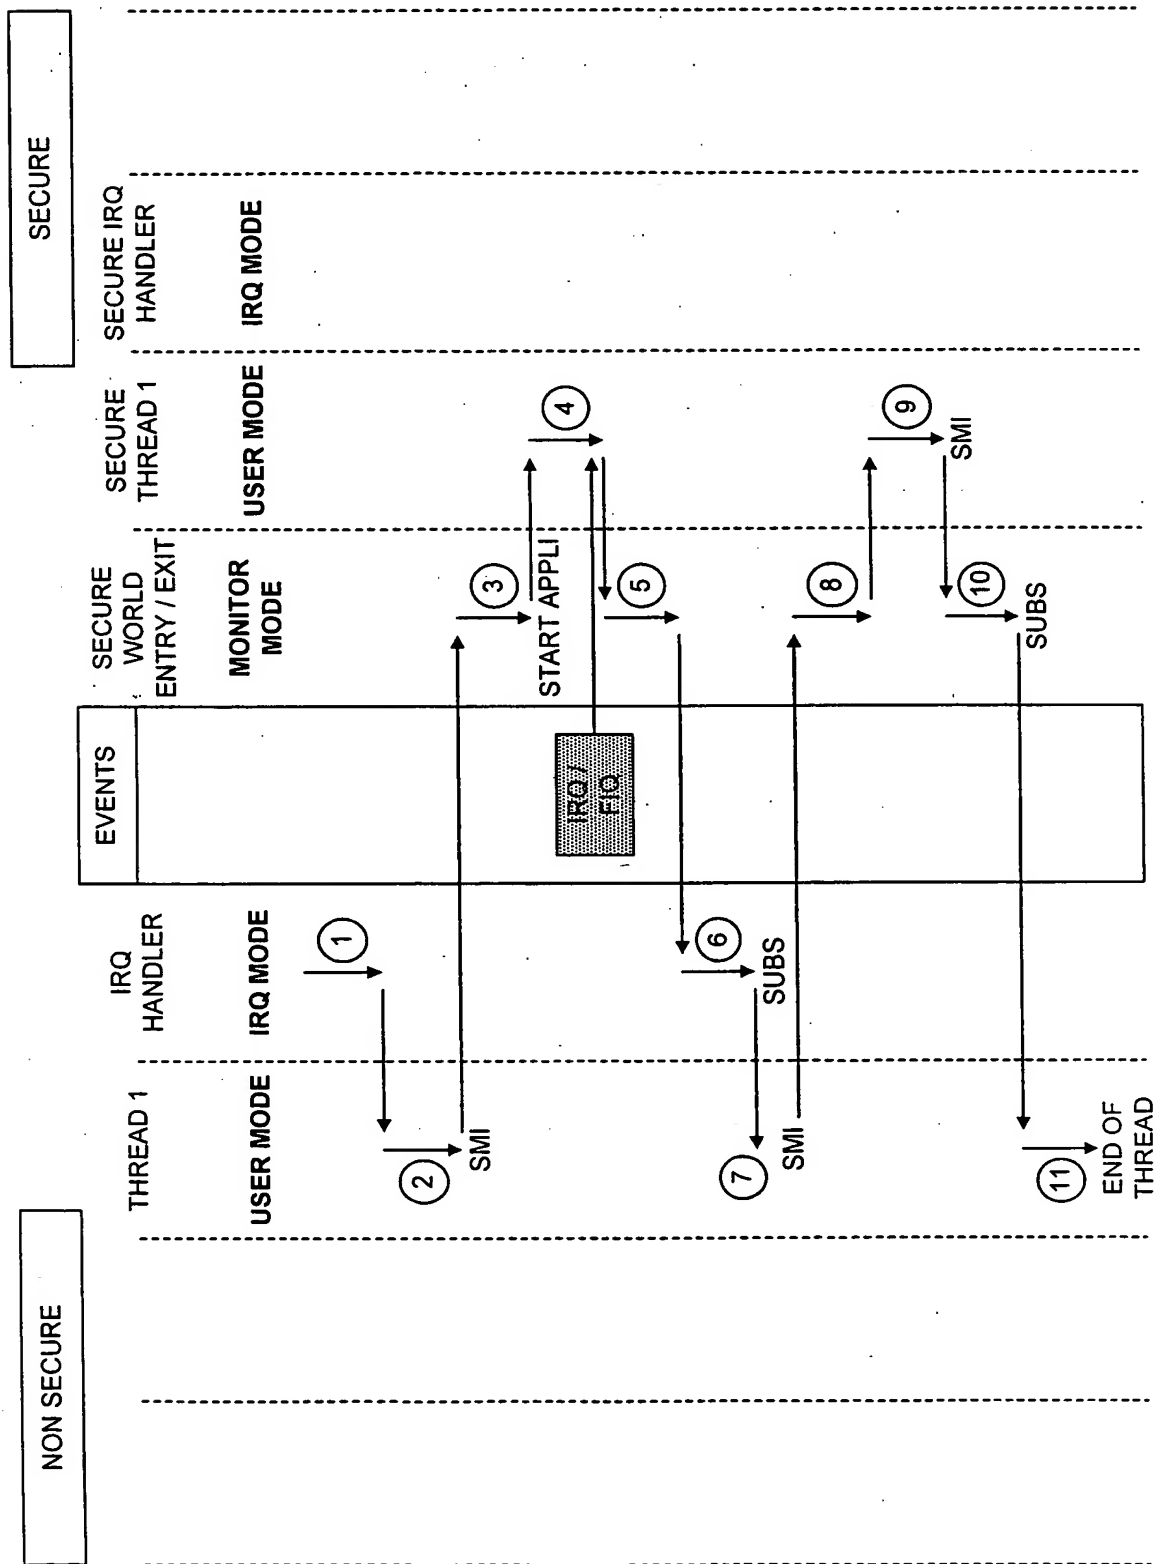 NON SECURE
SECURE
THREAD 1
USER MODE
IRQ
HANDLER
IRQ MODE
EVENTS
SECURE
WORLD
ENTRY / EXIT
MONITOR
MODE
SECURE
THREAD 1
USER MODE
SECURE IRQ
HANDLER
IRQ MODE
1
2
SMI
3
START APPLI
4
IRQ /
FIQ
5
6
SUBS
7
SMI
8
9
SMI
10
SUBS
11
END OF
THREAD